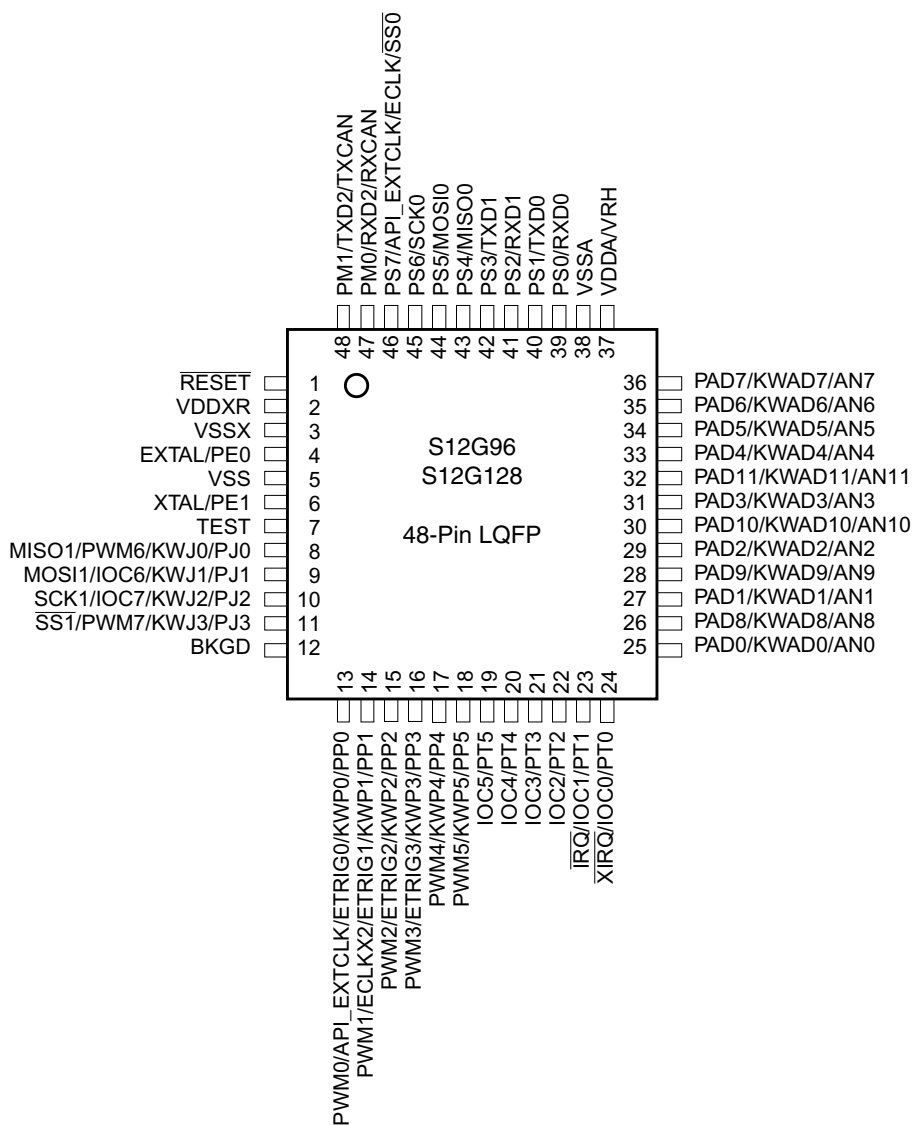 PM1/TXD2/TXCAN
PM0/RXD2/RXCAN
PS7/API_EXTCLK/ECLK/SS0
PS6/SCK0
PS5/MOSI0
PS4/MISO0
PS3/TXD1
PS2/RXD1
PS1/TXD0
PS0/RXD0
VSSA
VDDA/VRH
48
47
46
45
44
43
42
41
40
39
38
37
RESET 1
VDDXR 2
VSSX 3
EXTAL/PE0 4
VSS 5
XTAL/PE1 6
TEST 7
MISO1/PWM6/KWJ0/PJ0 8
MOSI1/IOC6/KWJ1/PJ1 9
SCK1/IOC7/KWJ2/PJ2 10
SS1/PWM7/KWJ3/PJ3 11
BKGD 12
S12G96
S12G128
48-Pin LQFP
36 PAD7/KWAD7/AN7
35 PAD6/KWAD6/AN6
34 PAD5/KWAD5/AN5
33 PAD4/KWAD4/AN4
32 PAD11/KWAD11/AN11
31 PAD3/KWAD3/AN3
30 PAD10/KWAD10/AN10
29 PAD2/KWAD2/AN2
28 PAD9/KWAD9/AN9
27 PAD1/KWAD1/AN1
26 PAD8/KWAD8/AN8
25 PAD0/KWAD0/AN0
13
14
15
16
17
18
19
20
21
22
23
24
PWM0/API_EXTCLK/ETRIG0/KWP0/PP0
PWM1/ECLKX2/ETRIG1/KWP1/PP1
PWM2/ETRIG2/KWP2/PP2
PWM3/ETRIG3/KWP3/PP3
PWM4/KWP4/PP4
PWM5/KWP5/PP5
IOC5/PT5
IOC4/PT4
IOC3/PT3
IOC2/PT2
IRQ/IOC1/PT1
XIRQ/IOC0/PT0